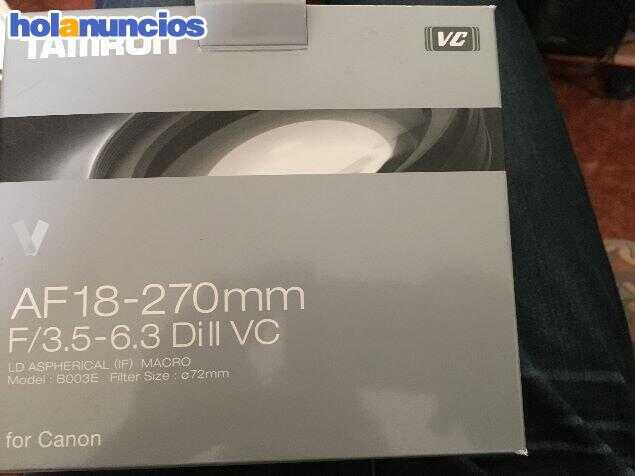 holanuncios
TAMRON
VC
V
AF18-270mm
F/3.5-6.3 DiII VC
LD ASPHERICAL (IF) MACRO
Model : B003E Filter Size : ø72mm
for Canon